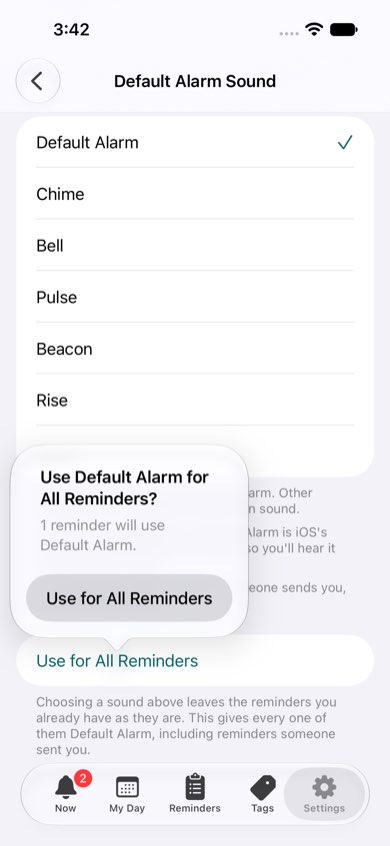 3:42
Default Alarm Sound
Default Alarm
Chime
Bell
Pulse
Beacon
Rise
Use Default Alarm for
All Reminders?
1 reminder will use
Default Alarm.
Use for All Reminders
arm. Other
sound.
Alarm is iOS's
so you'll hear it
eone sends you,
Use for All Reminders
Choosing a sound above leaves the reminders you
already have as they are. This gives every one of
them Default Alarm, including reminders someone
sent you.
2
Now
My Day
Reminders
Tags
Settings